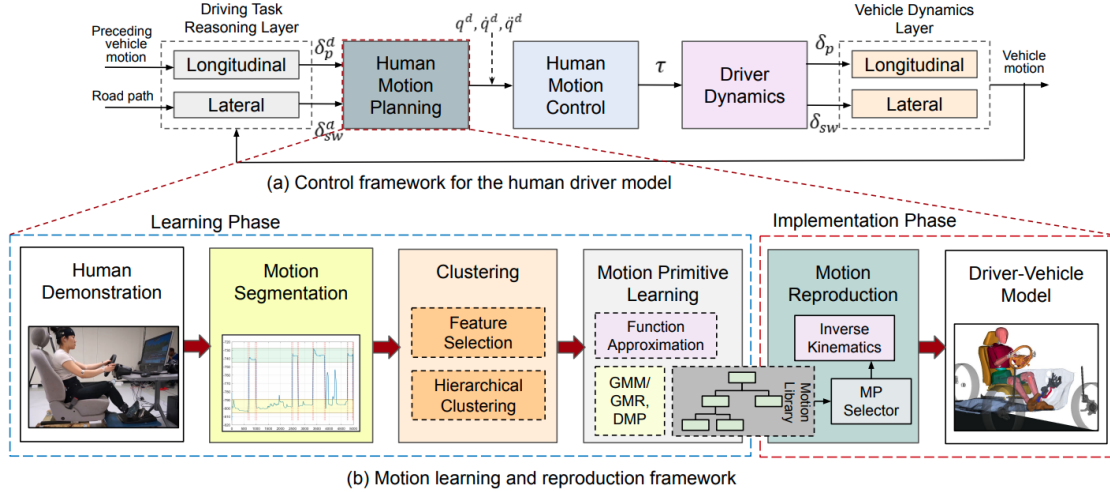 Driving Task
Reasoning Layer
Preceding
vehicle
motion
Road path
Longitudinal
Lateral
δ_p^d
δ_sw^d
Human
Motion
Planning
q^d, q̇^d, q̈^d
Human
Motion
Control
τ
Driver
Dynamics
δ_p
δ_sw
Vehicle Dynamics
Layer
Longitudinal
Lateral
Vehicle
motion
(a) Control framework for the human driver model
Learning Phase
Implementation Phase
Human
Demonstration
Motion
Segmentation
Clustering
Feature
Selection
Hierarchical
Clustering
Motion Primitive
Learning
Function
Approximation
GMM/
GMR,
DMP
Motion
Library
Motion
Reproduction
Inverse
Kinematics
MP
Selector
Driver-Vehicle
Model
(b) Motion learning and reproduction framework